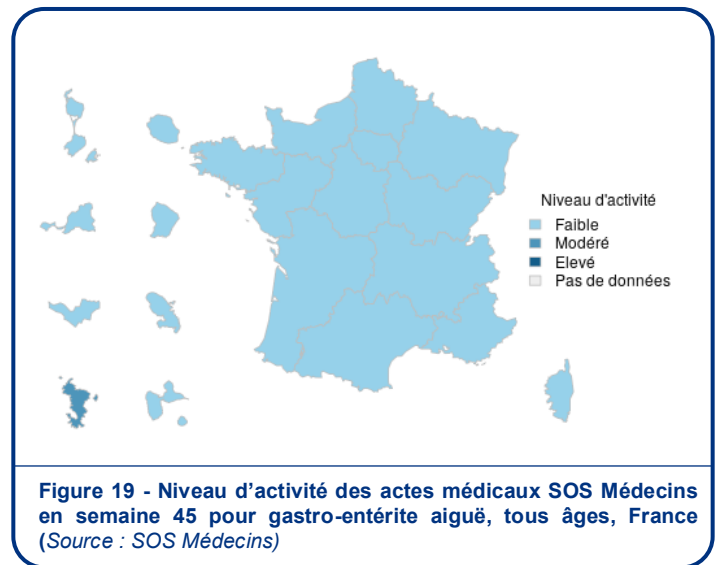 Niveau d'activité
Faible
Modéré
Elevé
Pas de données
Figure 19 - Niveau d’activité des actes médicaux SOS Médecins
en semaine 45 pour gastro-entérite aiguë, tous âges, France
(Source : SOS Médecins)